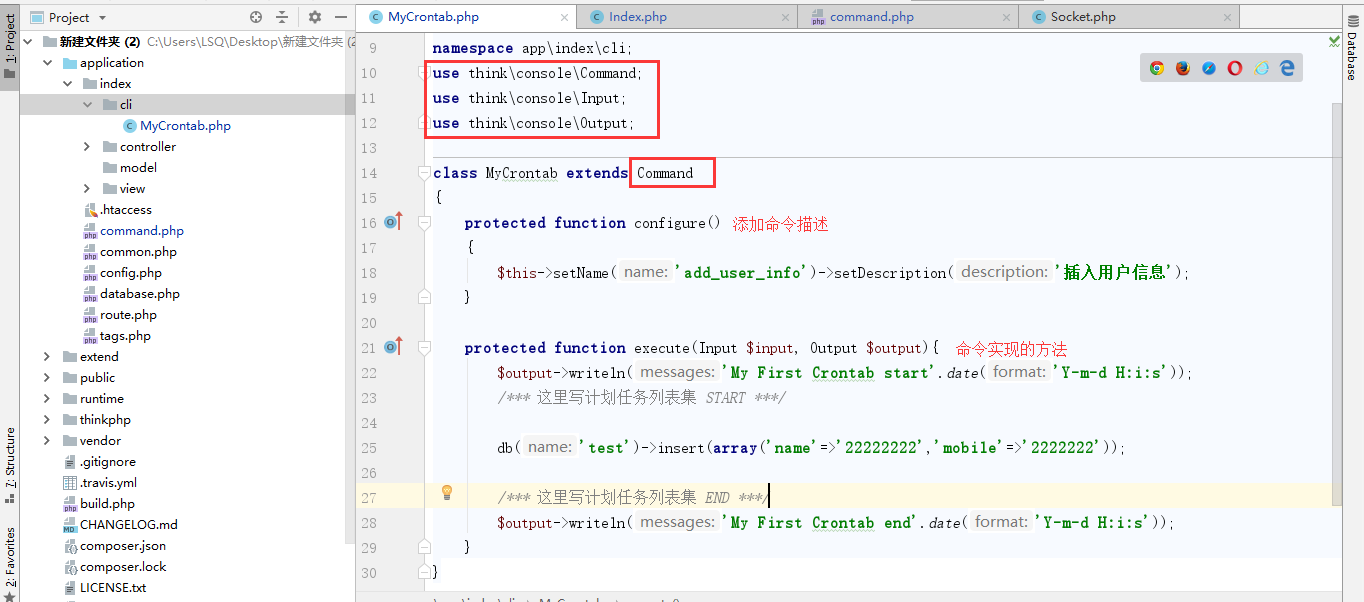 Project
MyCrontab.php
Index.php
command.php
Socket.php
1: Project
7: Structure
2: Favorites
Database
新建文件夹 (2) C:\Users\LSQ\Desktop\新建文件夹 (2
application
index
cli
MyCrontab.php
controller
model
view
.htaccess
command.php
common.php
config.php
database.php
route.php
tags.php
extend
public
runtime
thinkphp
vendor
.gitignore
.travis.yml
build.php
CHANGELOG.md
composer.json
composer.lock
LICENSE.txt
9 namespace app\index\cli;
10 use think\console\Command;
11 use think\console\Input;
12 use think\console\Output;
13
14 class MyCrontab extends Command
15 {
16 protected function configure() 添加命令描述
17 {
18 $this->setName( name: 'add_user_info')->setDescription( description: '插入用户信息');
19 }
20
21 protected function execute(Input $input, Output $output){ 命令实现的方法
22 $output->writeln( messages: 'My First Crontab start'.date( format: 'Y-m-d H:i:s'));
23 /*** 这里写计划任务列表集 START ***/
24
25 db( name: 'test')->insert(array('name'=>'22222222','mobile'=>'2222222'));
26
27 /*** 这里写计划任务列表集 END ***/
28 $output->writeln( messages: 'My First Crontab end'.date( format: 'Y-m-d H:i:s'));
29 }
30 }